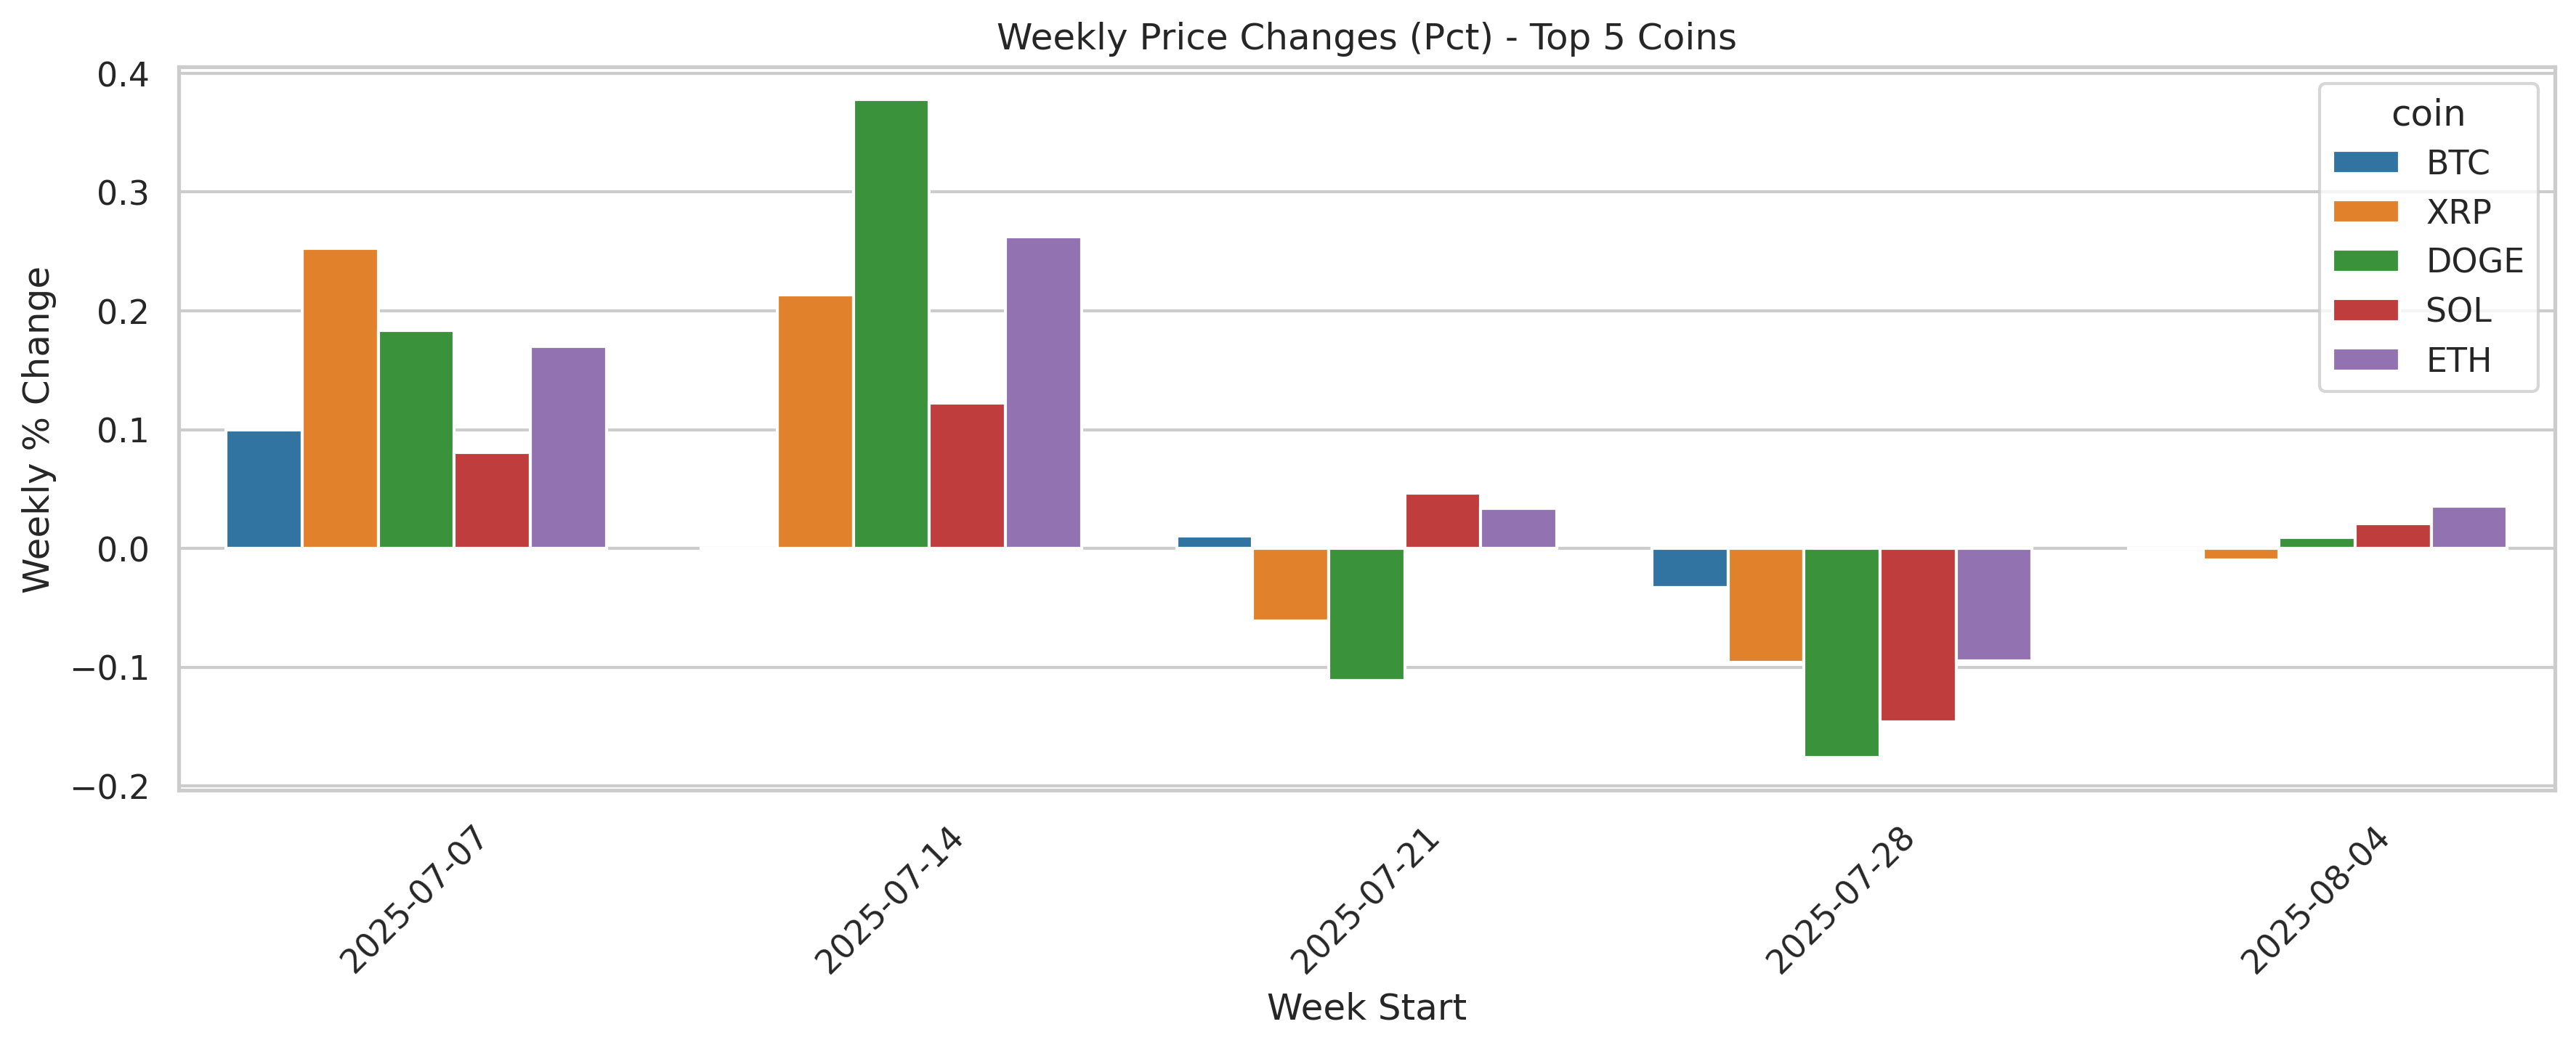 Weekly Price Changes (Pct) - Top 5 Coins
Weekly % Change
0.4
0.3
0.2
0.1
0.0
−0.1
−0.2
coin
BTC
XRP
DOGE
SOL
ETH
2025-07-07
2025-07-14
2025-07-21
2025-07-28
2025-08-04
Week Start